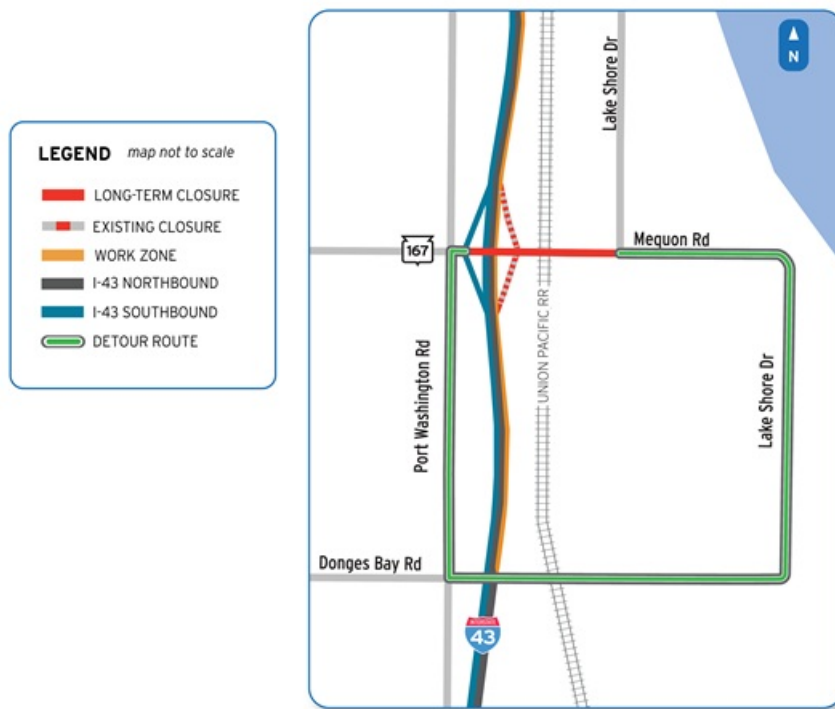 LEGEND map not to scale
LONG-TERM CLOSURE
EXISTING CLOSURE
WORK ZONE
I-43 NORTHBOUND
I-43 SOUTHBOUND
DETOUR ROUTE
N
Lake Shore Dr
Mequon Rd
167
UNION PACIFIC RR
Port Washington Rd
Lake Shore Dr
Donges Bay Rd
INTERSTATE
43